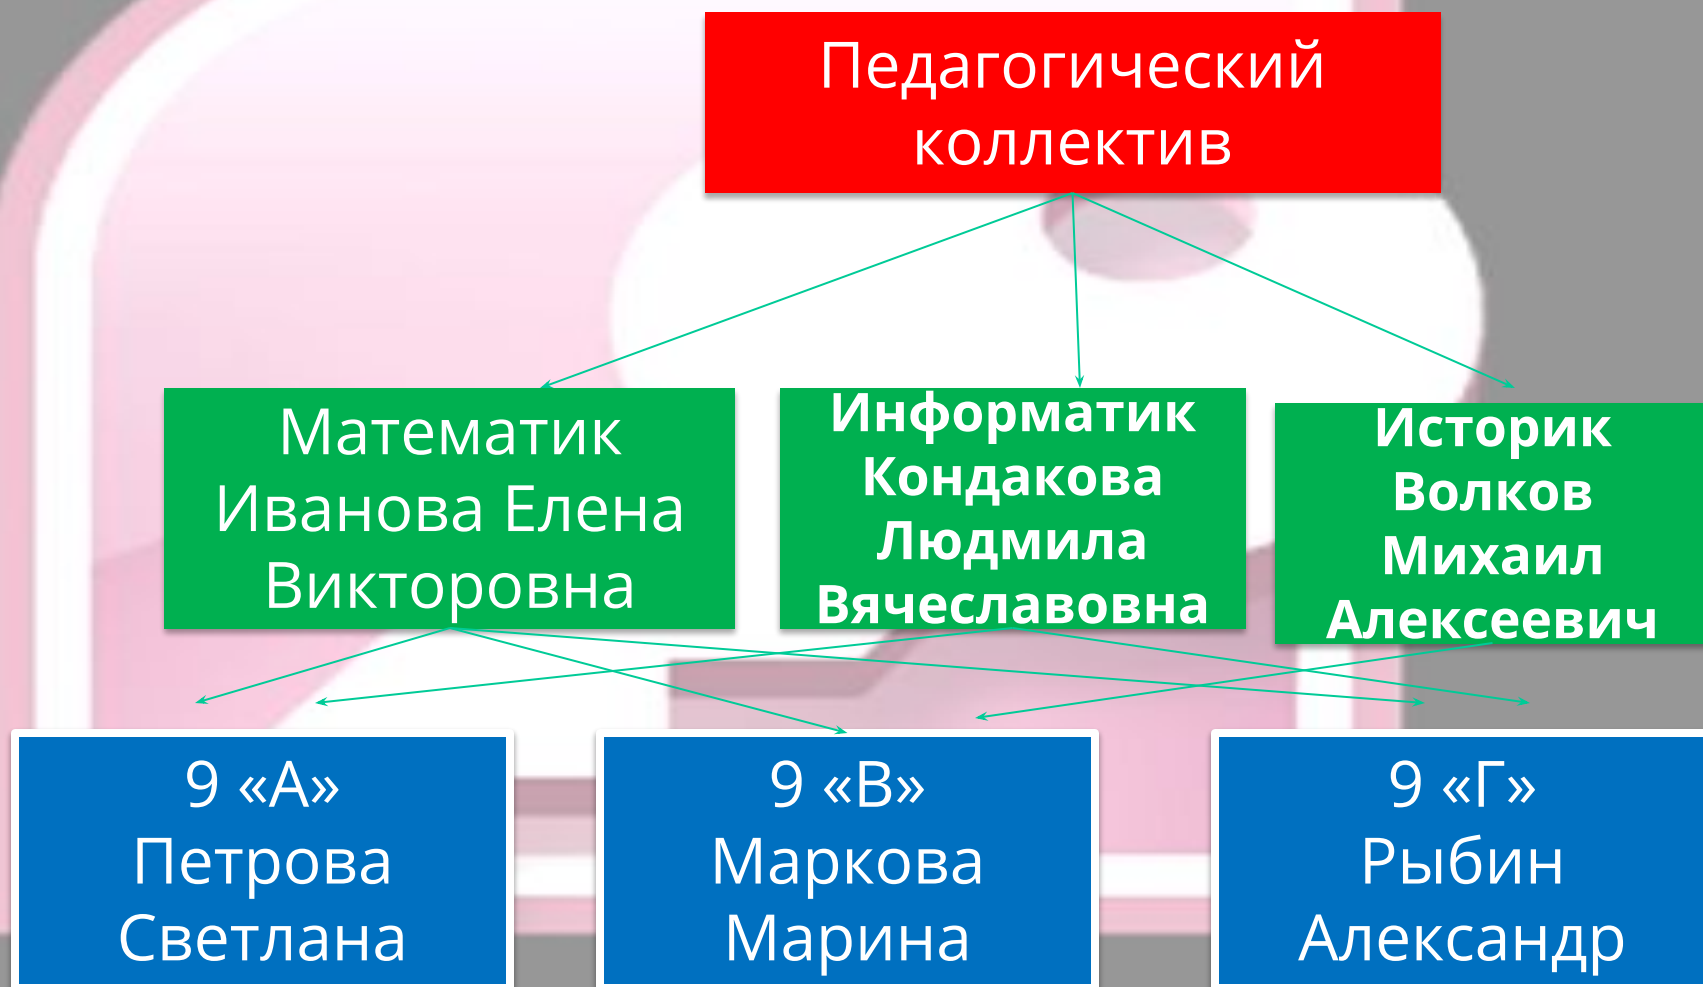 Педагогический
коллектив
Математик
Иванова Елена
Викторовна
Информатик
Кондакова
Людмила
Вячеславовна
Историк
Волков
Михаил
Алексеевич
9 «А»
Петрова
Светлана
9 «В»
Маркова
Марина
9 «Г»
Рыбин
Александр